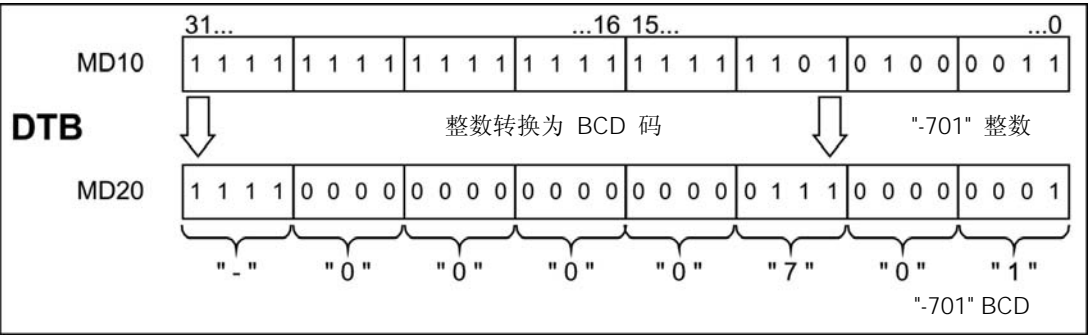 31... ...16 15... ...0
MD10 1 1 1 1 1 1 1 1 1 1 1 1 1 1 1 1 1 1 1 1 1 1 0 1 0 1 0 0 0 0 1 1
DTB 整数转换为 BCD 码 "-701" 整数
MD20 1 1 1 1 0 0 0 0 0 0 0 0 0 0 0 0 0 0 0 0 0 1 1 1 0 0 0 0 0 0 0 1
"-" "0" "0" "0" "0" "7" "0" "1"
"-701" BCD